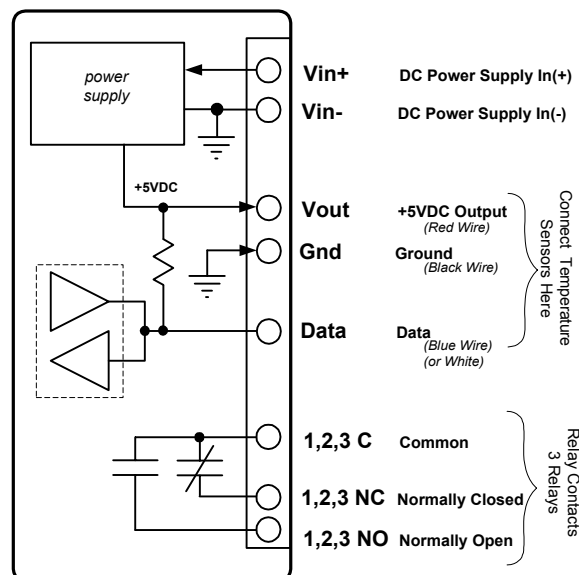 power
supply
+5VDC
Vin+ DC Power Supply In(+)
Vin- DC Power Supply In(-)
Vout +5VDC Output
(Red Wire)
Gnd Ground
(Black Wire)
Data Data
(Blue Wire)
(or White)
Connect Temperature
Sensors Here
1,2,3 C Common
1,2,3 NC Normally Closed
1,2,3 NO Normally Open
Relay Contacts
3 Relays